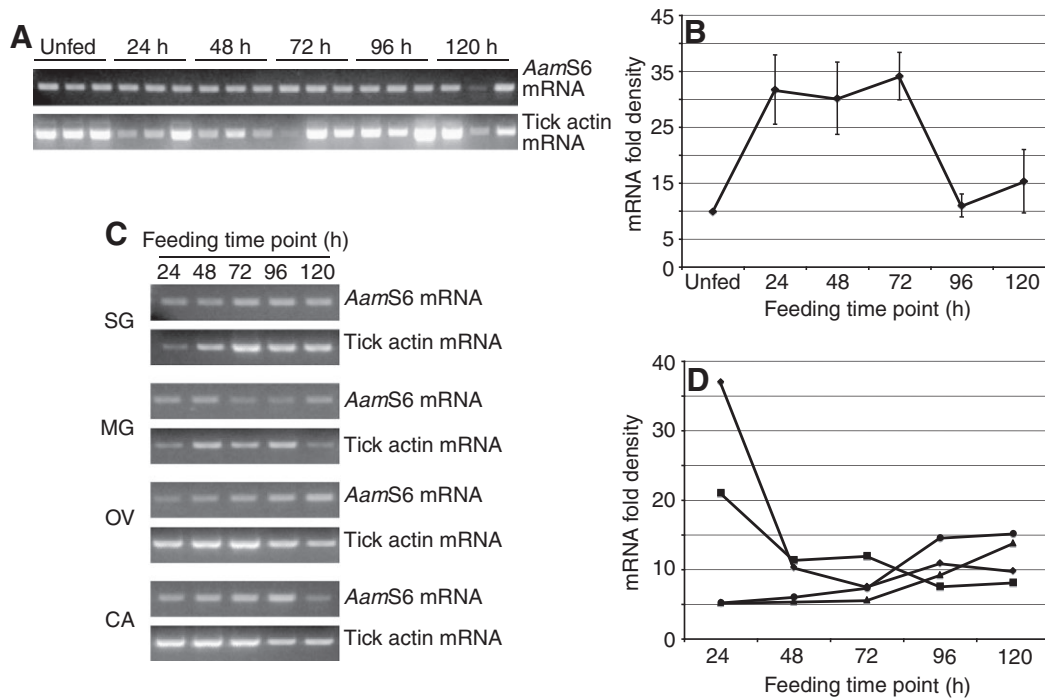 A
Unfed 24 h 48 h 72 h 96 h 120 h
AamS6
mRNA
Tick actin
mRNA
B
45
35
25
15
5
0
mRNA fold density
Unfed 24 48 72 96 120
Feeding time point (h)
C
Feeding time point (h)
24 48 72 96 120
SG
AamS6 mRNA
Tick actin mRNA
MG
AamS6 mRNA
Tick actin mRNA
OV
AamS6 mRNA
Tick actin mRNA
CA
AamS6 mRNA
Tick actin mRNA
D
40
30
20
10
0
mRNA fold density
24 48 72 96 120
Feeding time point (h)